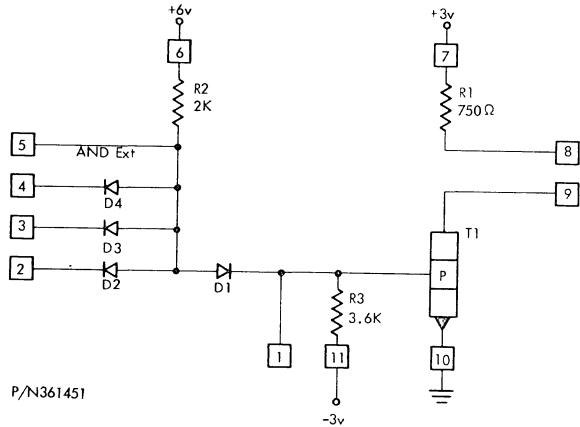 +6v
+3v
6
7
R2
2K
R1
750Ω
5
AND Ext
8
4
D4
9
3
D3
T1
2
D2
D1
P
R3
3.6K
1
11
10
P/N361451
-3v